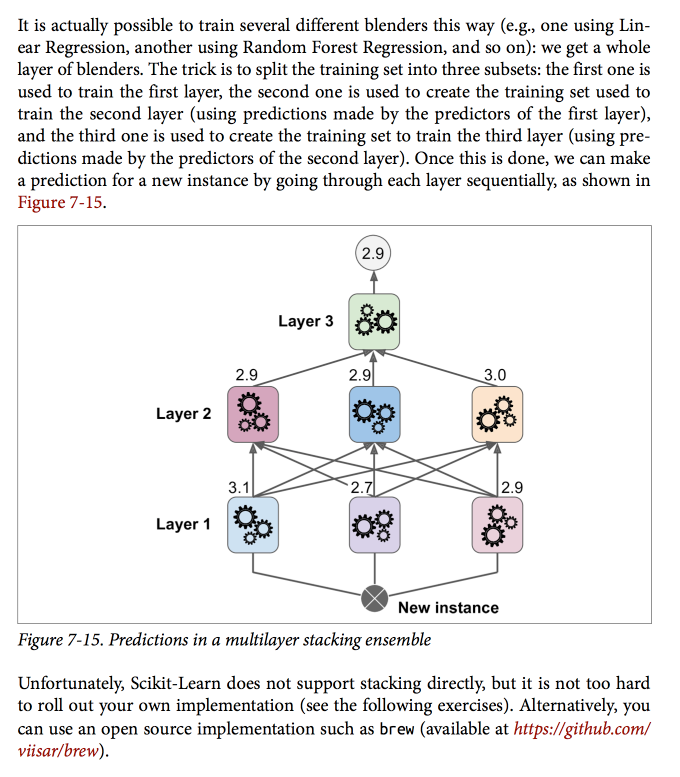 It is actually possible to train several different blenders this way (e.g., one using Lin-
ear Regression, another using Random Forest Regression, and so on): we get a whole
layer of blenders. The trick is to split the training set into three subsets: the first one is
used to train the first layer, the second one is used to create the training set used to
train the second layer (using predictions made by the predictors of the first layer),
and the third one is used to create the training set to train the third layer (using pre-
dictions made by the predictors of the second layer). Once this is done, we can make
a prediction for a new instance by going through each layer sequentially, as shown in
Figure 7-15.
2.9
Layer 3
2.9 2.9 3.0
Layer 2
3.1 2.7 2.9
Layer 1
New instance
Figure 7-15. Predictions in a multilayer stacking ensemble
Unfortunately, Scikit-Learn does not support stacking directly, but it is not too hard
to roll out your own implementation (see the following exercises). Alternatively, you
can use an open source implementation such as brew (available at https://github.com/
viisar/brew).